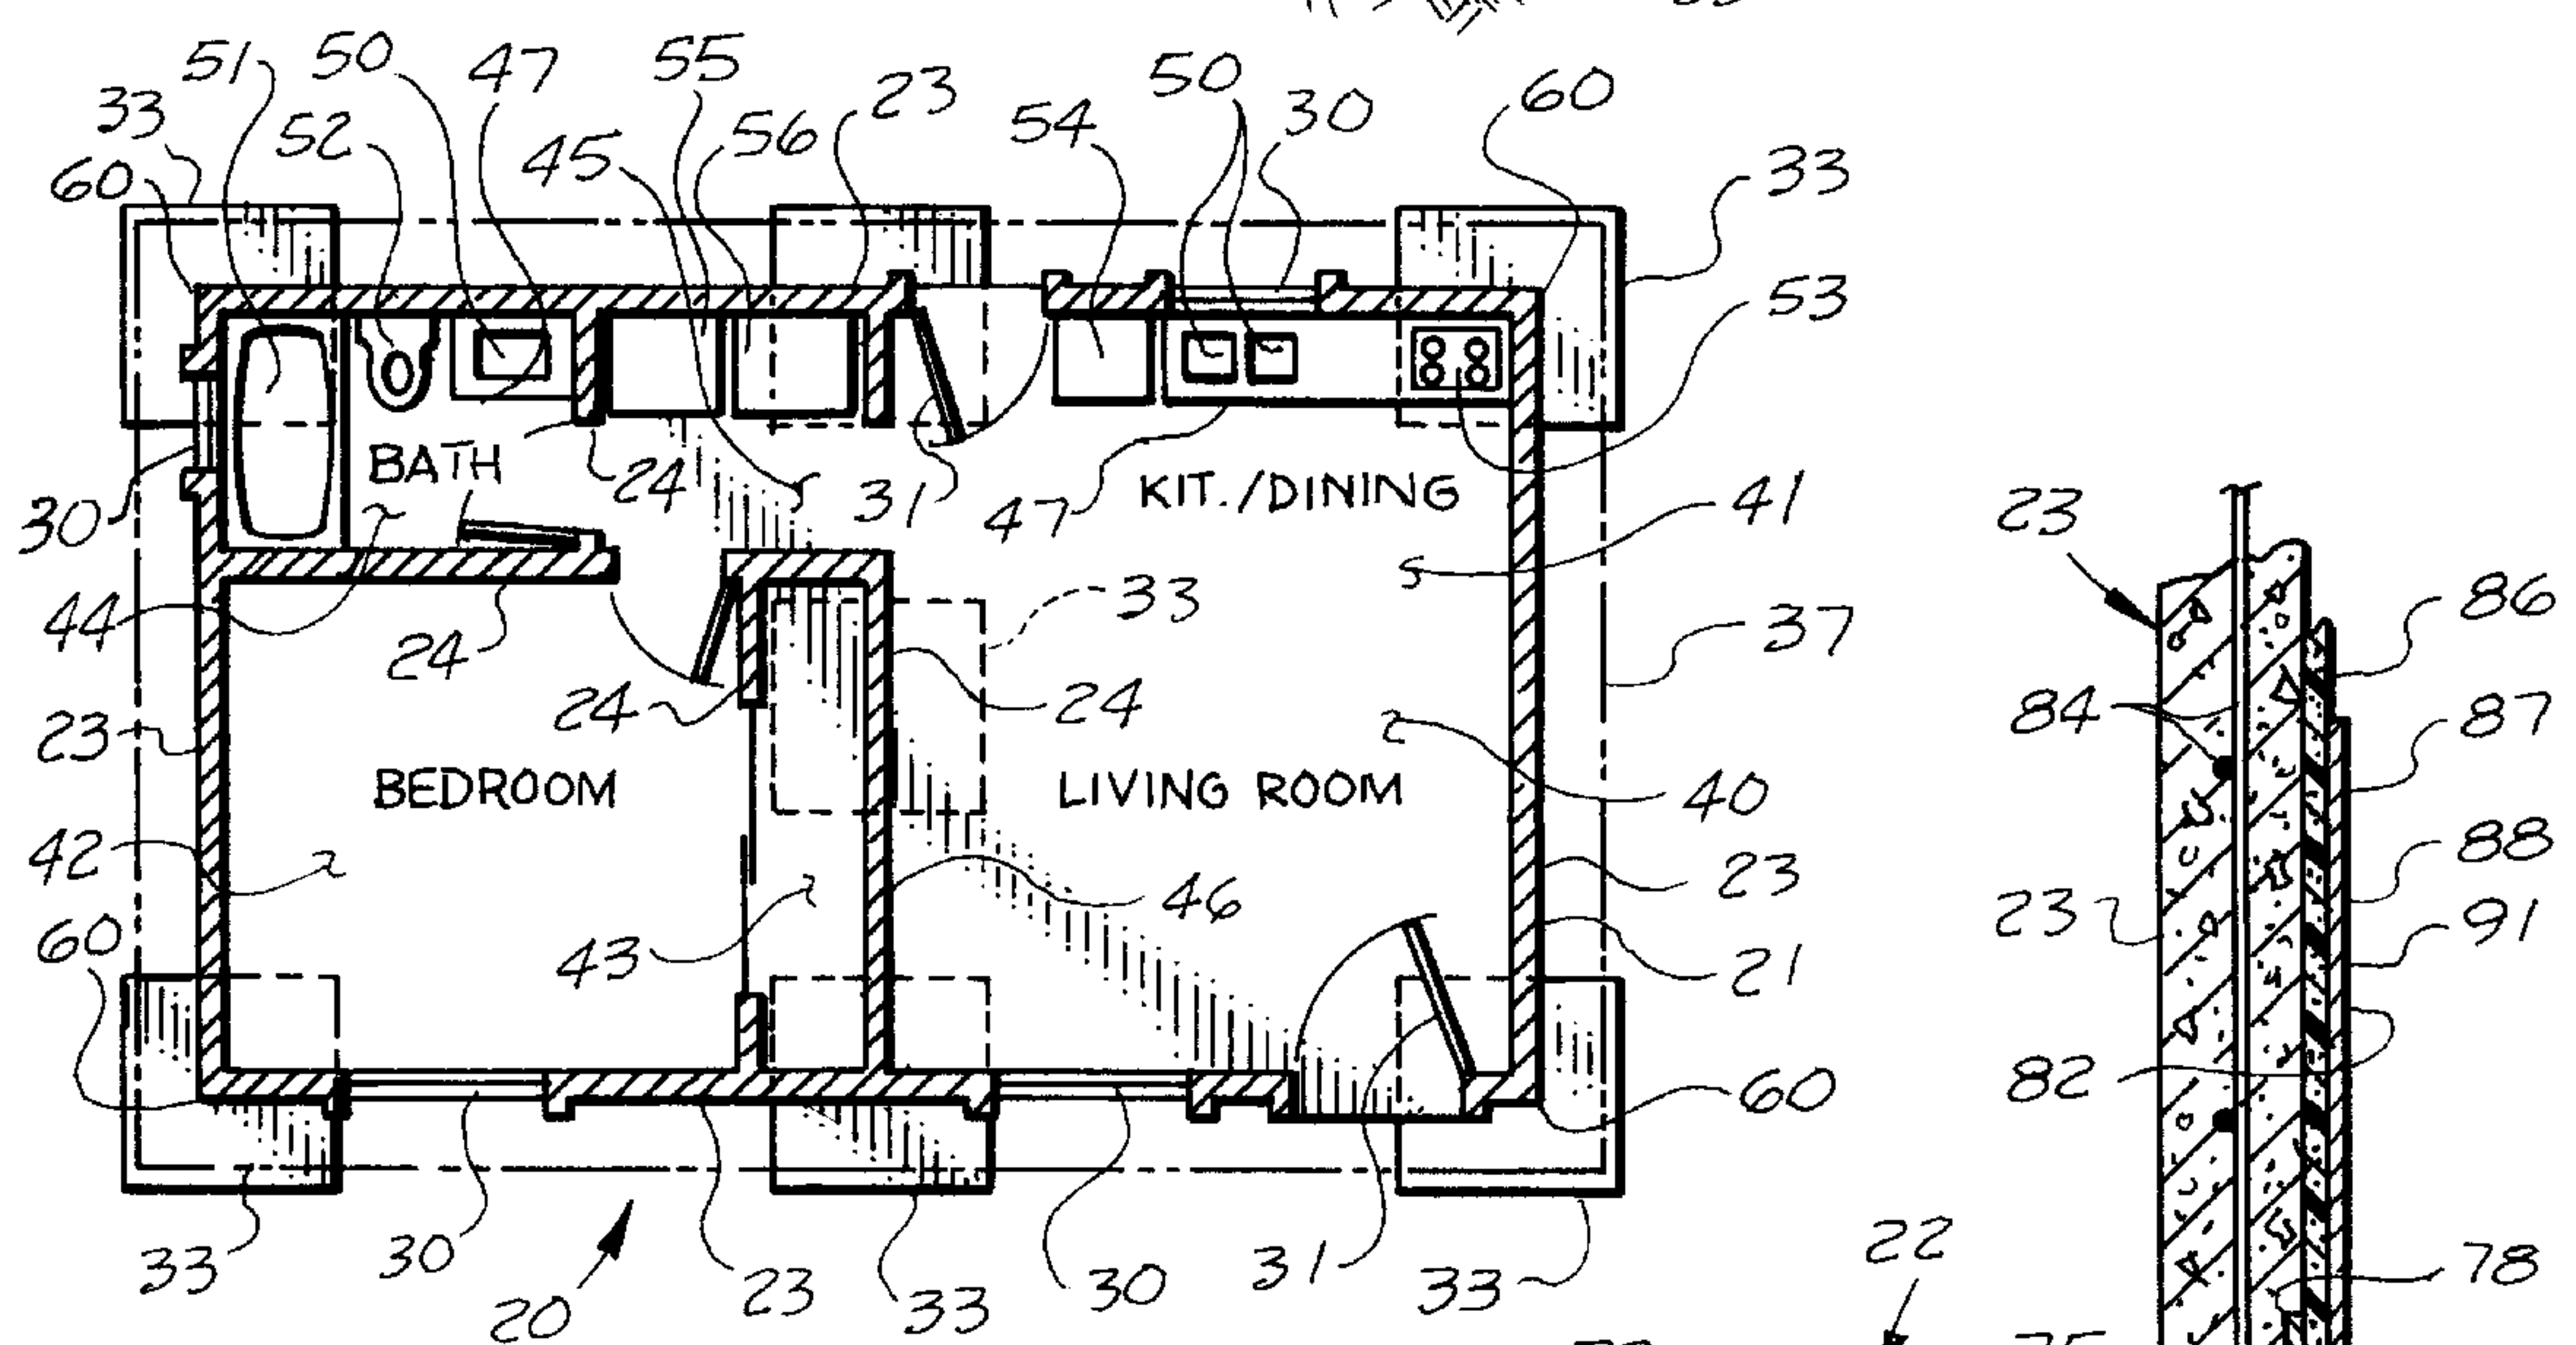 51 50 47 55 23 50 30 60
33 52 45 56 54 33
60
53
BATH 24 31 47 KIT./DINING 41 23
30
44 24 33 37 86
24 24 84 87
23
BEDROOM LIVING ROOM 40
42 43 46 23 88
60 21 23 91
82
60
33 30 20 23 33 30 31 33 22 78